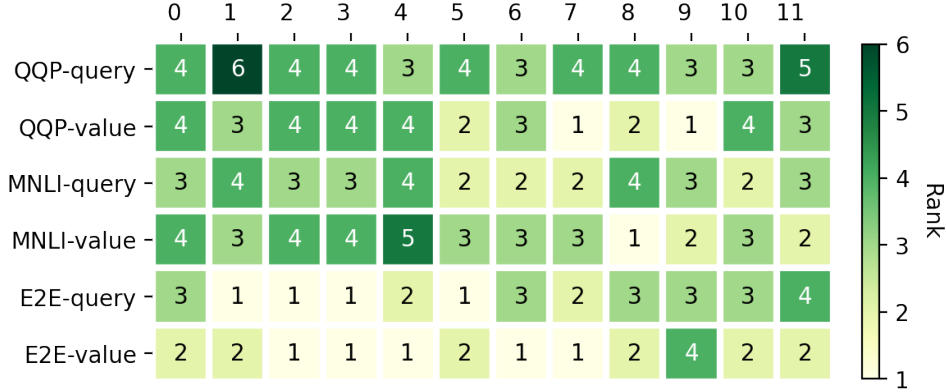 0 1 2 3 4 5 6 7 8 9 10 11
QQP-query 4 6 4 4 3 4 3 4 4 3 3 5
QQP-value 4 3 4 4 4 2 3 1 2 1 4 3
MNLI-query 3 4 3 3 4 2 2 2 4 3 2 3
MNLI-value 4 3 4 4 5 3 3 3 1 2 3 2
E2E-query 3 1 1 1 2 1 3 2 3 3 3 4
E2E-value 2 2 1 1 1 2 1 1 2 4 2 2
6
5
4
3
2
1
Rank